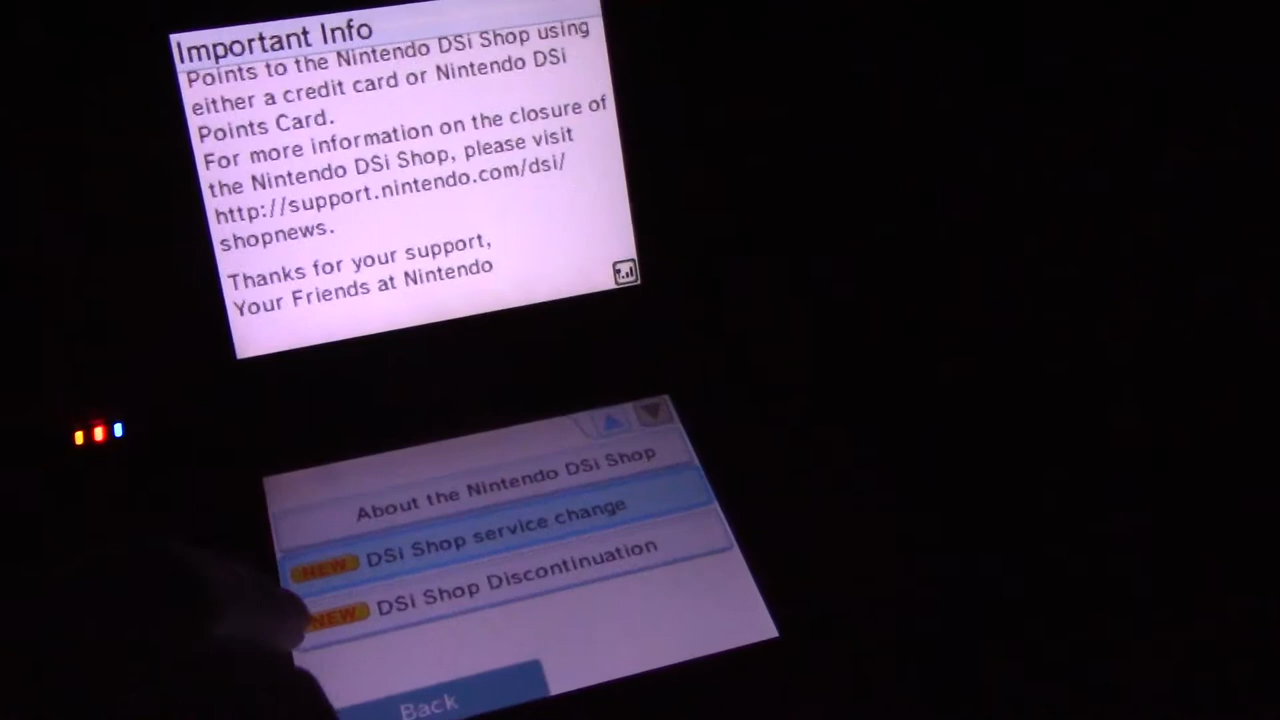 Important Info
Points to the Nintendo DSi Shop using
either a credit card or Nintendo DSi
Points Card.
For more information on the closure of
the Nintendo DSi Shop, please visit
http://support.nintendo.com/dsi/
shopnews.
Thanks for your support,
Your Friends at Nintendo
About the Nintendo DSi Shop
NEW DSi Shop service change
NEW DSi Shop Discontinuation
Back